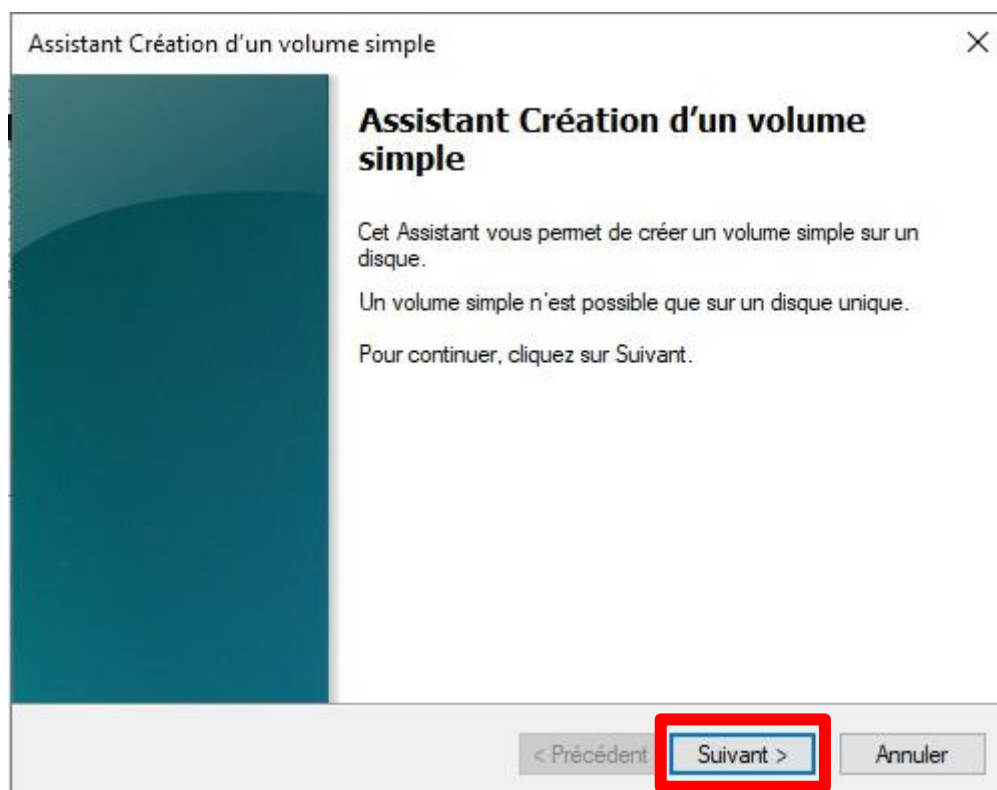 Assistant Création d'un volume simple
Assistant Création d'un volume
simple
Cet Assistant vous permet de créer un volume simple sur un
disque.
Un volume simple n'est possible que sur un disque unique.
Pour continuer, cliquez sur Suivant.
< Précédent
Suivant >
Annuler